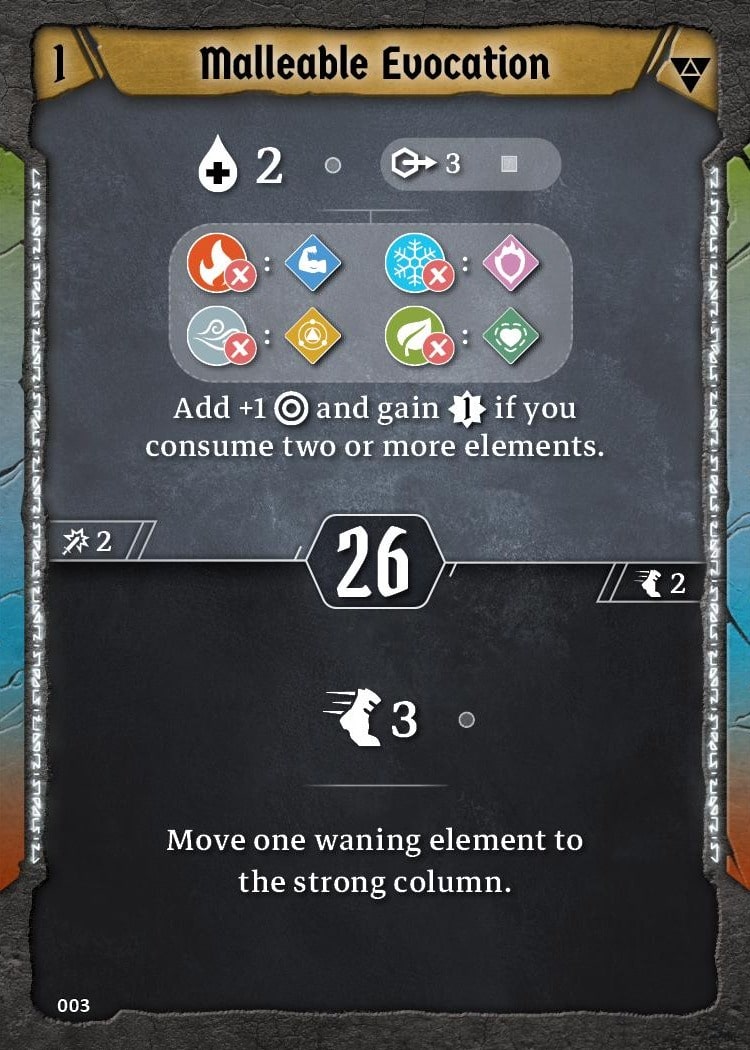 1
Malleable Evocation
2
3
:
:
:
:
Add +1 and gain 1 if you
consume two or more elements.
2
26
2
3
Move one waning element to
the strong column.
003